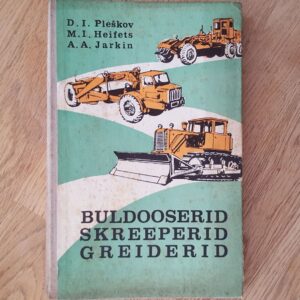 D. I. Pleškov
M. I. Heifets
A. A. Jarkin
BULDOOSERID
SKREEPERID
GREIDERID